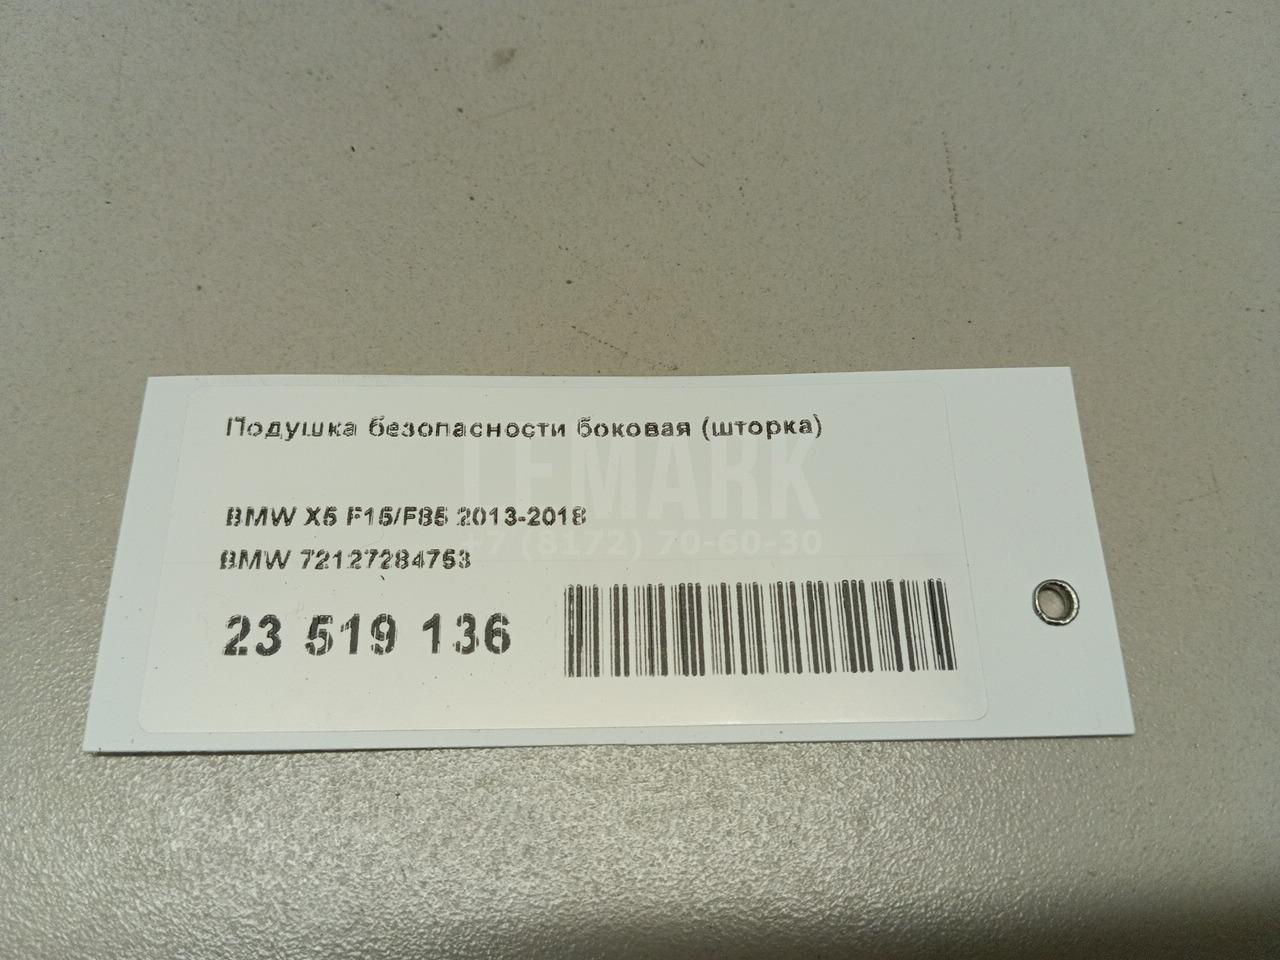 Подушка безопасности боковая (шторка)
LEMARK
BMW X5 F15/F85 2013-2018
+7 (8172) 70-60-30
BMW 72127284753
23 519 136